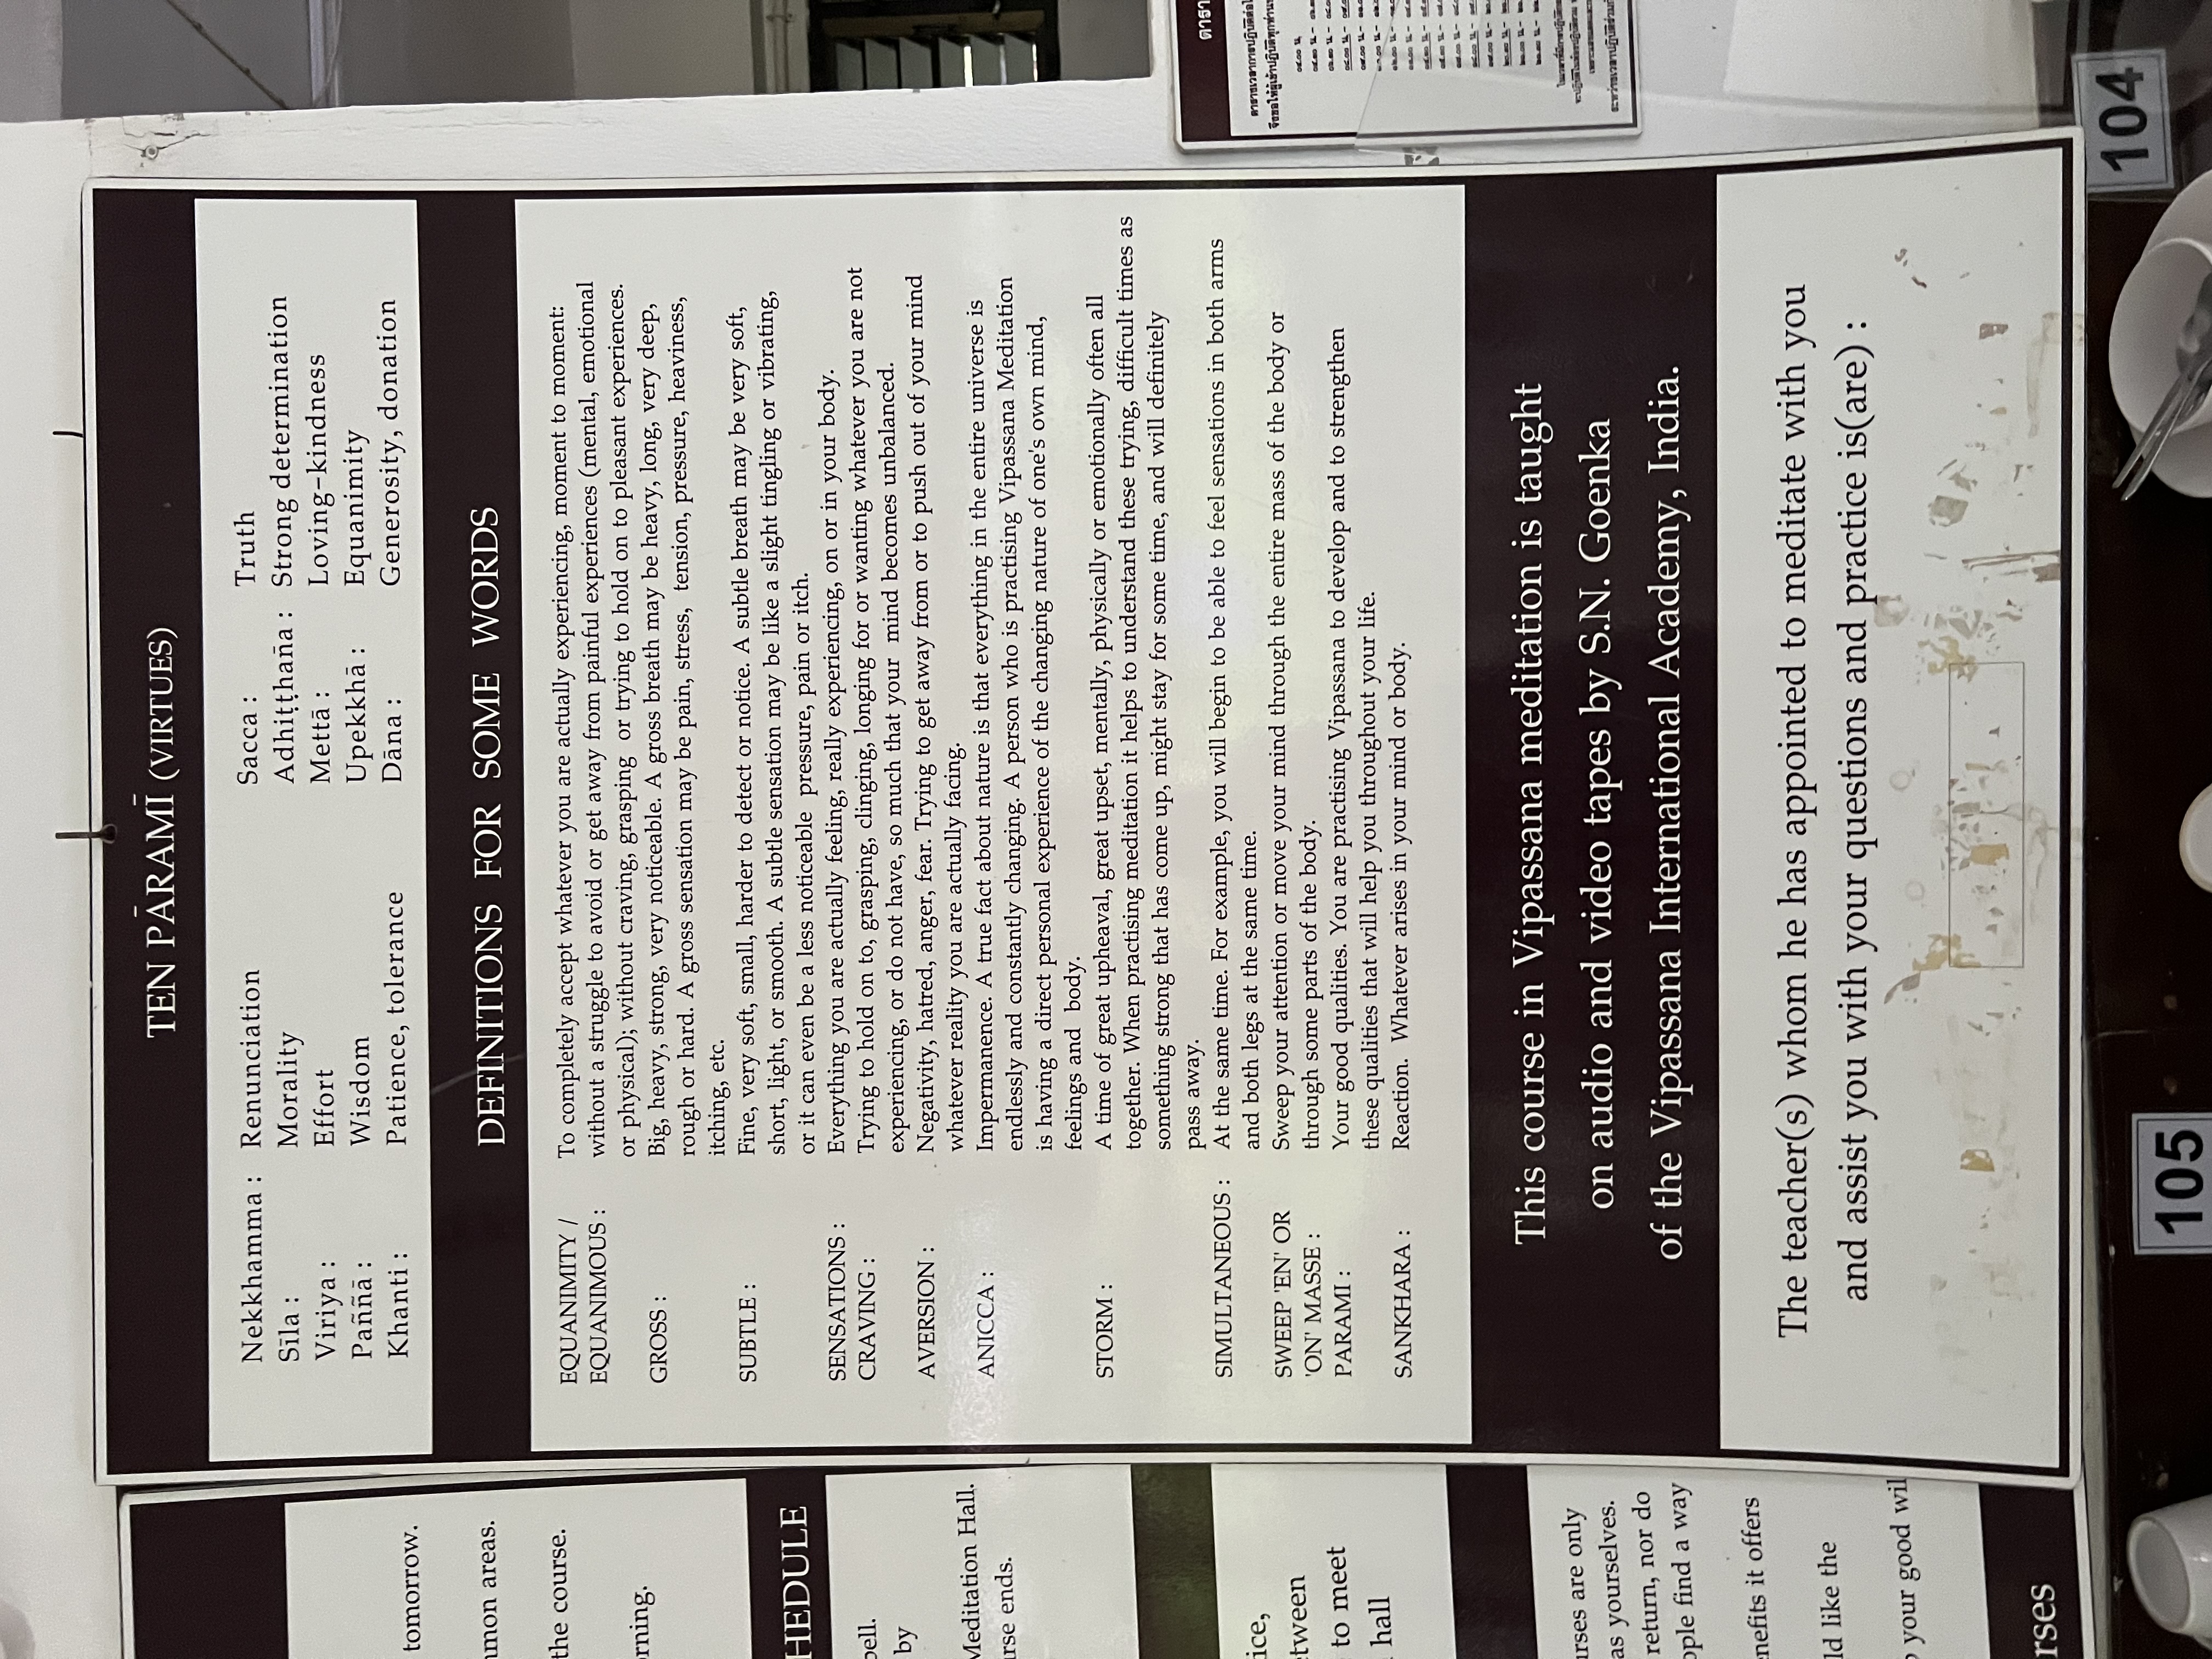 TEN PĀRAMĪ (VIRTUES)
Nekkhamma : Renunciation
Sīla : Morality
Viriya : Effort
Paññā : Wisdom
Khanti : Patience, tolerance
Sacca : Truth
Adhiṭṭhaña : Strong determination
Mettā : Loving-kindness
Upekkhā : Equanimity
Dāna : Generosity, donation
DEFINITIONS FOR SOME WORDS
EQUANIMITY / To completely accept whatever you are actually experiencing, moment to moment:
EQUANIMOUS : without a struggle to avoid or get away from painful experiences (mental, emotional
or physical); without craving, grasping or trying to hold on to pleasant experiences.
GROSS : Big, heavy, strong, very noticeable. A gross breath may be heavy, long, very deep,
rough or hard. A gross sensation may be pain, stress, tension, pressure, heaviness,
itching, etc.
SUBTLE : Fine, very soft, small, harder to detect or notice. A subtle breath may be very soft,
short, light, or smooth. A subtle sensation may be like a slight tingling or vibrating,
or it can even be a less noticeable pressure, pain or itch.
SENSATIONS : Everything you are actually feeling, really experiencing, on or in your body.
CRAVING : Trying to hold on to, grasping, clinging, longing for or wanting whatever you are not
experiencing, or do not have, so much that your mind becomes unbalanced.
AVERSION : Negativity, hatred, anger, fear. Trying to get away from or to push out of your mind
whatever reality you are actually facing.
ANICCA : Impermanence. A true fact about nature is that everything in the entire universe is
endlessly and constantly changing. A person who is practising Vipassana Meditation
is having a direct personal experience of the changing nature of one's own mind,
feelings and body.
STORM : A time of great upheaval, great upset, mentally, physically or emotionally often all
together. When practising meditation it helps to understand these trying, difficult times as
something strong that has come up, might stay for some time, and will definitely
pass away.
SIMULTANEOUS : At the same time. For example, you will begin to be able to feel sensations in both arms
and both legs at the same time.
SWEEP 'EN' OR Sweep your attention or move your mind through the entire mass of the body or
'ON' MASSE : through some parts of the body.
PARAMI : Your good qualities. You are practising Vipassana to develop and to strengthen
these qualities that will help you throughout your life.
SANKHARA : Reaction. Whatever arises in your mind or body.
This course in Vipassana meditation is taught
on audio and video tapes by S.N. Goenka
of the Vipassana International Academy, India.
The teacher(s) whom he has appointed to meditate with you
and assist you with your questions and practice is(are) :
tomorrow.
areas.
the course.
by
Meditation Hall.
ends.
to meet
hall
are only
as yourselves.
return, nor do
find a way
it offers
like the
your good
105
104